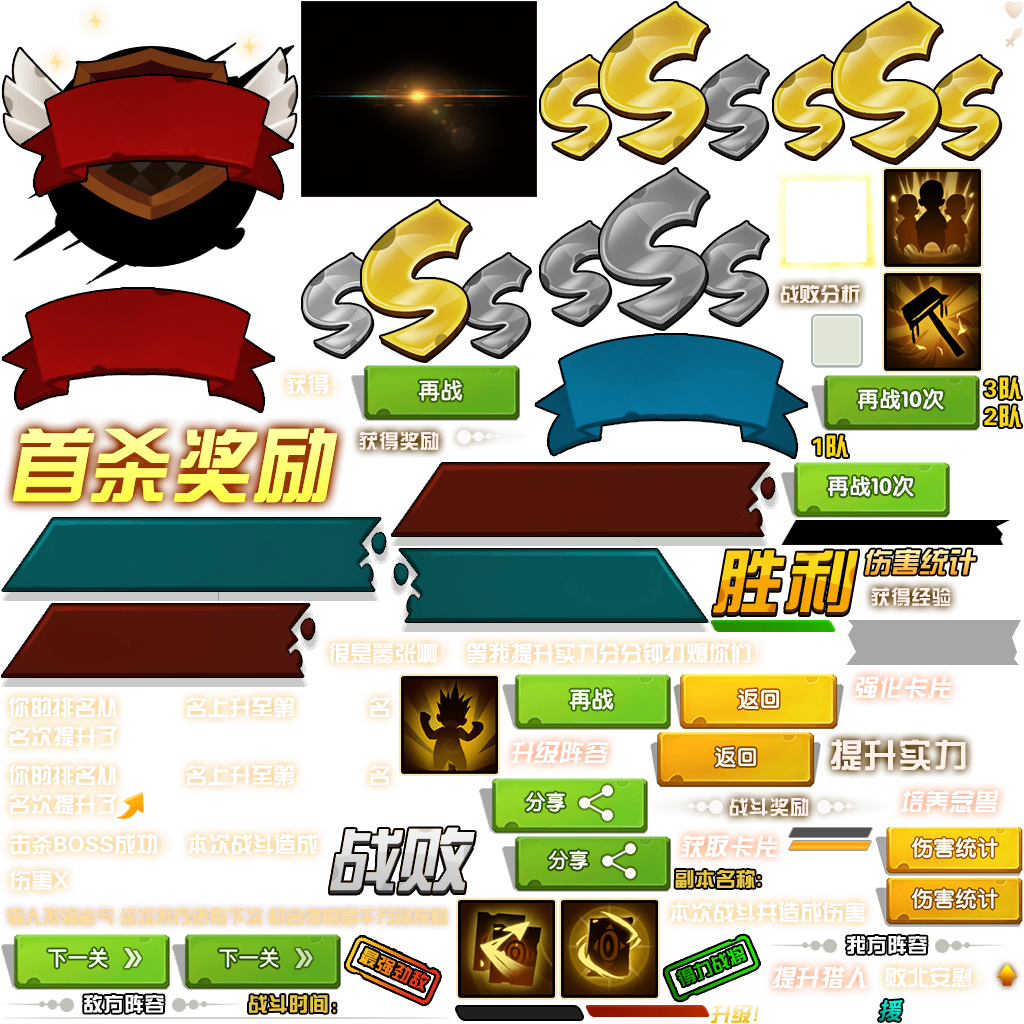 SSS
SSS
SSS
SSS
战败分析
获得:
再战
再战10次
3队
2队
首杀奖励
获得奖励
1队
再战10次
胜利
伤害统计
获得经验
很是嚣张啊! 等我提升实力分分钟打爆你们!
你的排名从 名上升至第 名
名次提升了
再战
返回
强化卡片
升级阵容
返回
提升实力
你的排名从 名上升至第 名
名次提升了
分享
战斗奖励
培养念兽
击杀BOSS成功! 本次战斗造成
伤害X
战败
分享
获取卡片
伤害统计
副本名称:
伤害统计
本次战斗共造成伤害
下一关
下一关
最强劲敌
得力战将
我方阵容
提升猎人
败北安慰:
敌方阵容
战斗时间:
升级!
援